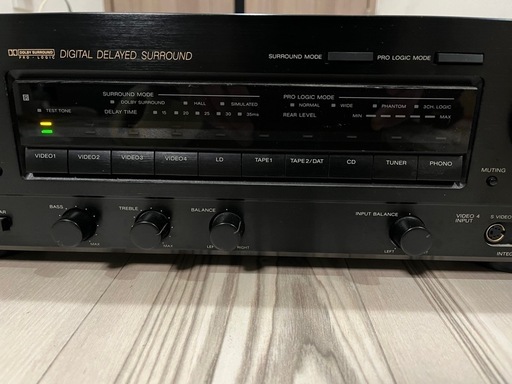 DOLBY SURROUND
PRO · LOGIC
DIGITAL DELAYED SURROUND
SURROUND MODE
PRO LOGIC MODE
SURROUND MODE
DOLBY SURROUND
HALL
SIMULATED
TEST TONE
DELAY TIME
15
20
25
30
35ms
PRO LOGIC MODE
NORMAL
WIDE
PHANTOM
3CH. LOGIC
REAR LEVEL
MIN
MAX
VIDEO1
VIDEO2
VIDEO3
VIDEO4
LD
TAPE1
TAPE2/DAT
CD
TUNER
PHONO
MUTING
BASS
MAX
TREBLE
MAX
BALANCE
LEFT
RIGHT
INPUT BALANCE
LEFT
VIDEO 4
INPUT
S VIDEO
INTEG